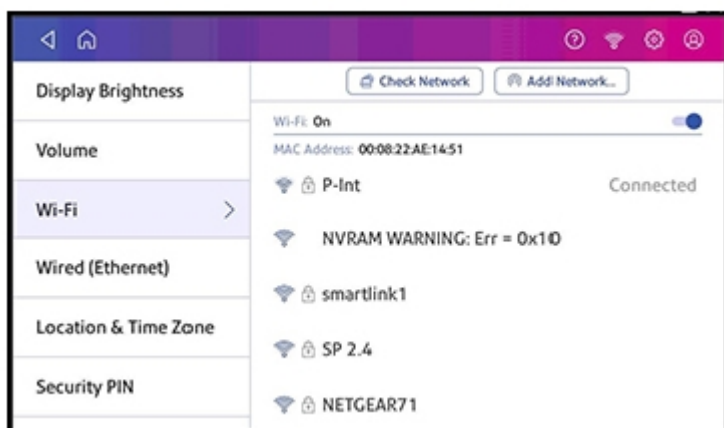 Check Network
Add Network...
Display Brightness
Volume
Wi-Fi
Wired (Ethernet)
Location & Time Zone
Security PIN
Wi-Fi: On
MAC Address: 00:08:22:AE:14:51
P-Int Connected
NVRAM WARNING: Err = 0x10
smartlink1
SP 2.4
NETGEAR71